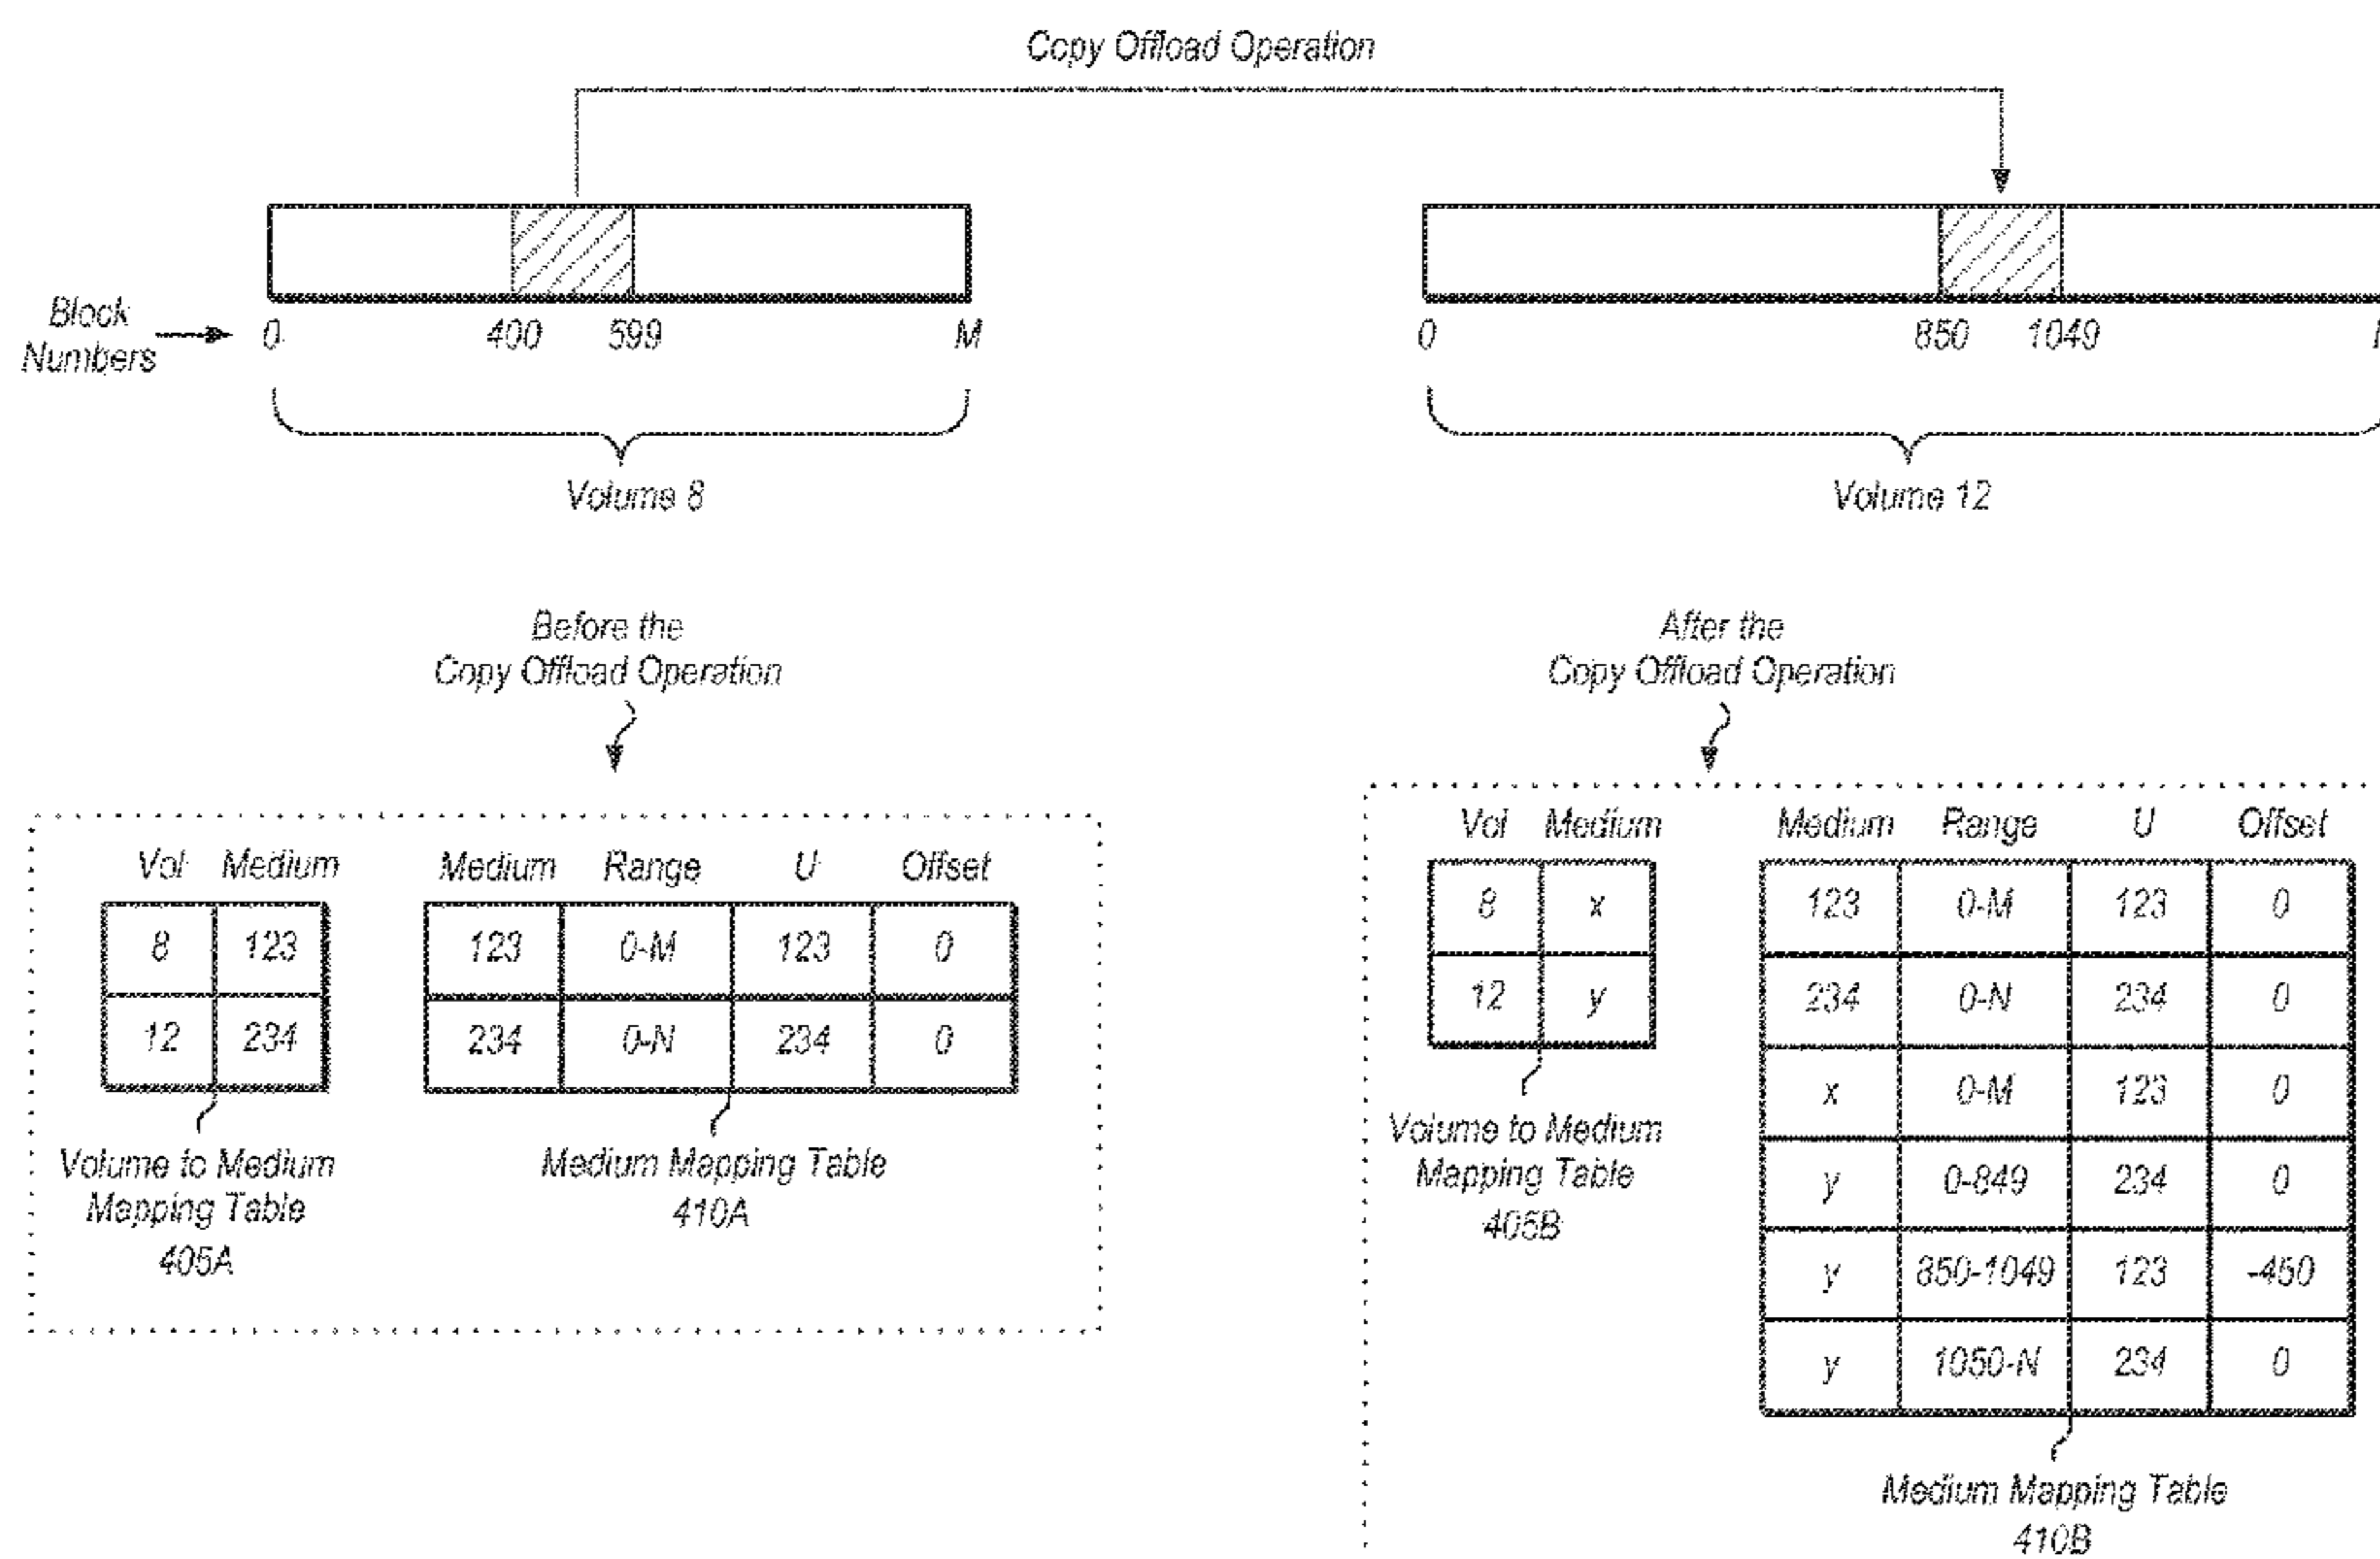 Copy Offload Operation
Block
Numbers
0 400 599 M
0 850 1049
Volume 8
Volume 12
Before the
Copy Offload Operation
After the
Copy Offload Operation
Vol Medium
8 123
12 234
Volume to Medium
Mapping Table
405A
Medium Range U Offset
123 0-M 123 0
234 0-N 234 0
Medium Mapping Table
410A
Vol Medium
8 x
12 y
Volume to Medium
Mapping Table
405B
Medium Range U Offset
123 0-M 123 0
234 0-N 234 0
x 0-M 123 0
y 0-849 234 0
y 850-1049 123 -450
y 1050-N 234 0
Medium Mapping Table
410B